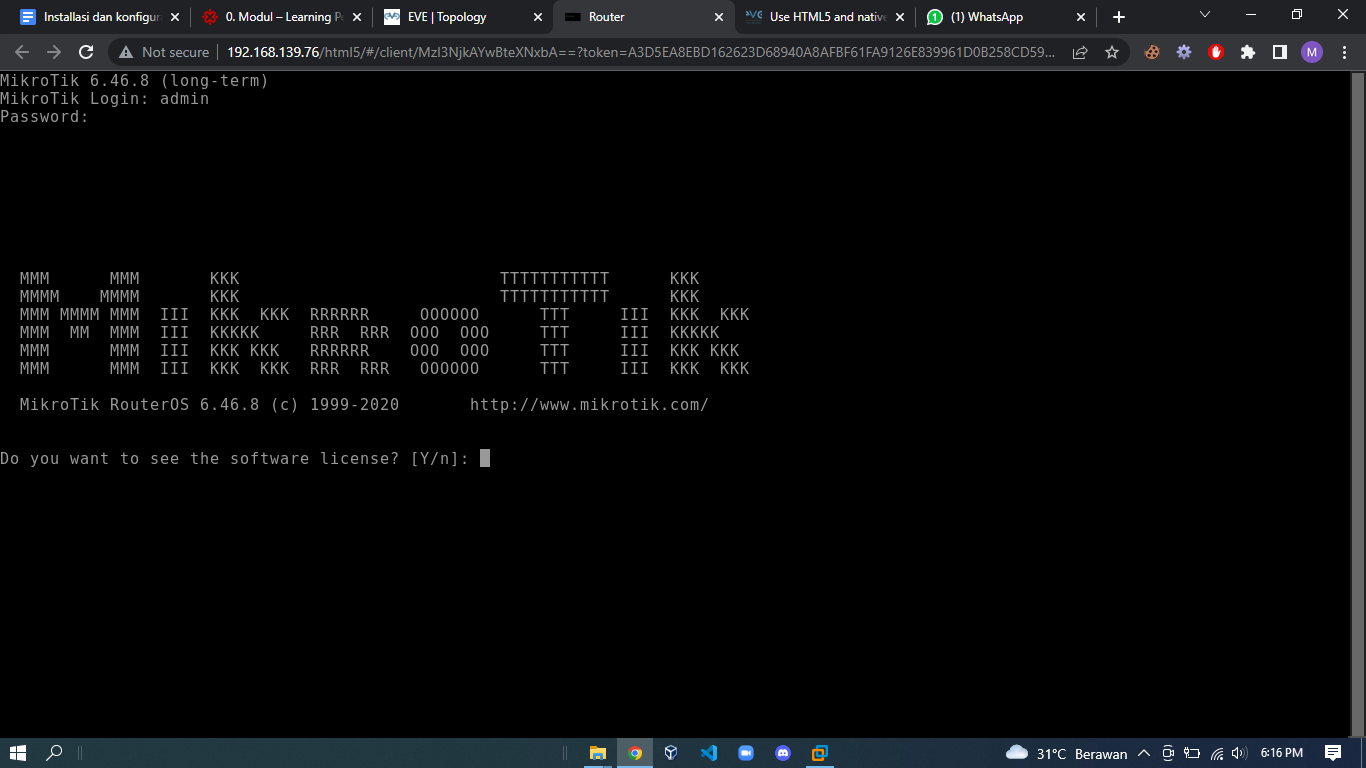 Installasi dan konfigura
0. Modul – Learning P
EVE | Topology
Router
Use HTML5 and native
(1) WhatsApp
Not secure
192.168.139.76/html5/#/client/MzI3NjkAYwBteXNxbA==?token=A3D5EA8EBD162623D68940A8AFBF61FA9126E839961D0B258CD59...
M
MikroTik 6.46.8 (long-term)
MikroTik Login: admin
Password:
MMM      MMM       KKK                          TTTTTTTTTTT      KKK
MMMM    MMMM       KKK                          TTTTTTTTTTT      KKK
MMM MMMM MMM  III  KKK  KKK  RRRRRR     OOOOOO      TTT     III  KKK  KKK
MMM  MM  MMM  III  KKKKK     RRR  RRR  OOO  OOO     TTT     III  KKKKK
MMM      MMM  III  KKK KKK   RRRRRR    OOO  OOO     TTT     III  KKK KKK
MMM      MMM  III  KKK  KKK  RRR  RRR   OOOOOO      TTT     III  KKK  KKK
MikroTik RouterOS 6.46.8 (c) 1999-2020       http://www.mikrotik.com/
Do you want to see the software license? [Y/n]:
31°C Berawan
6:16 PM